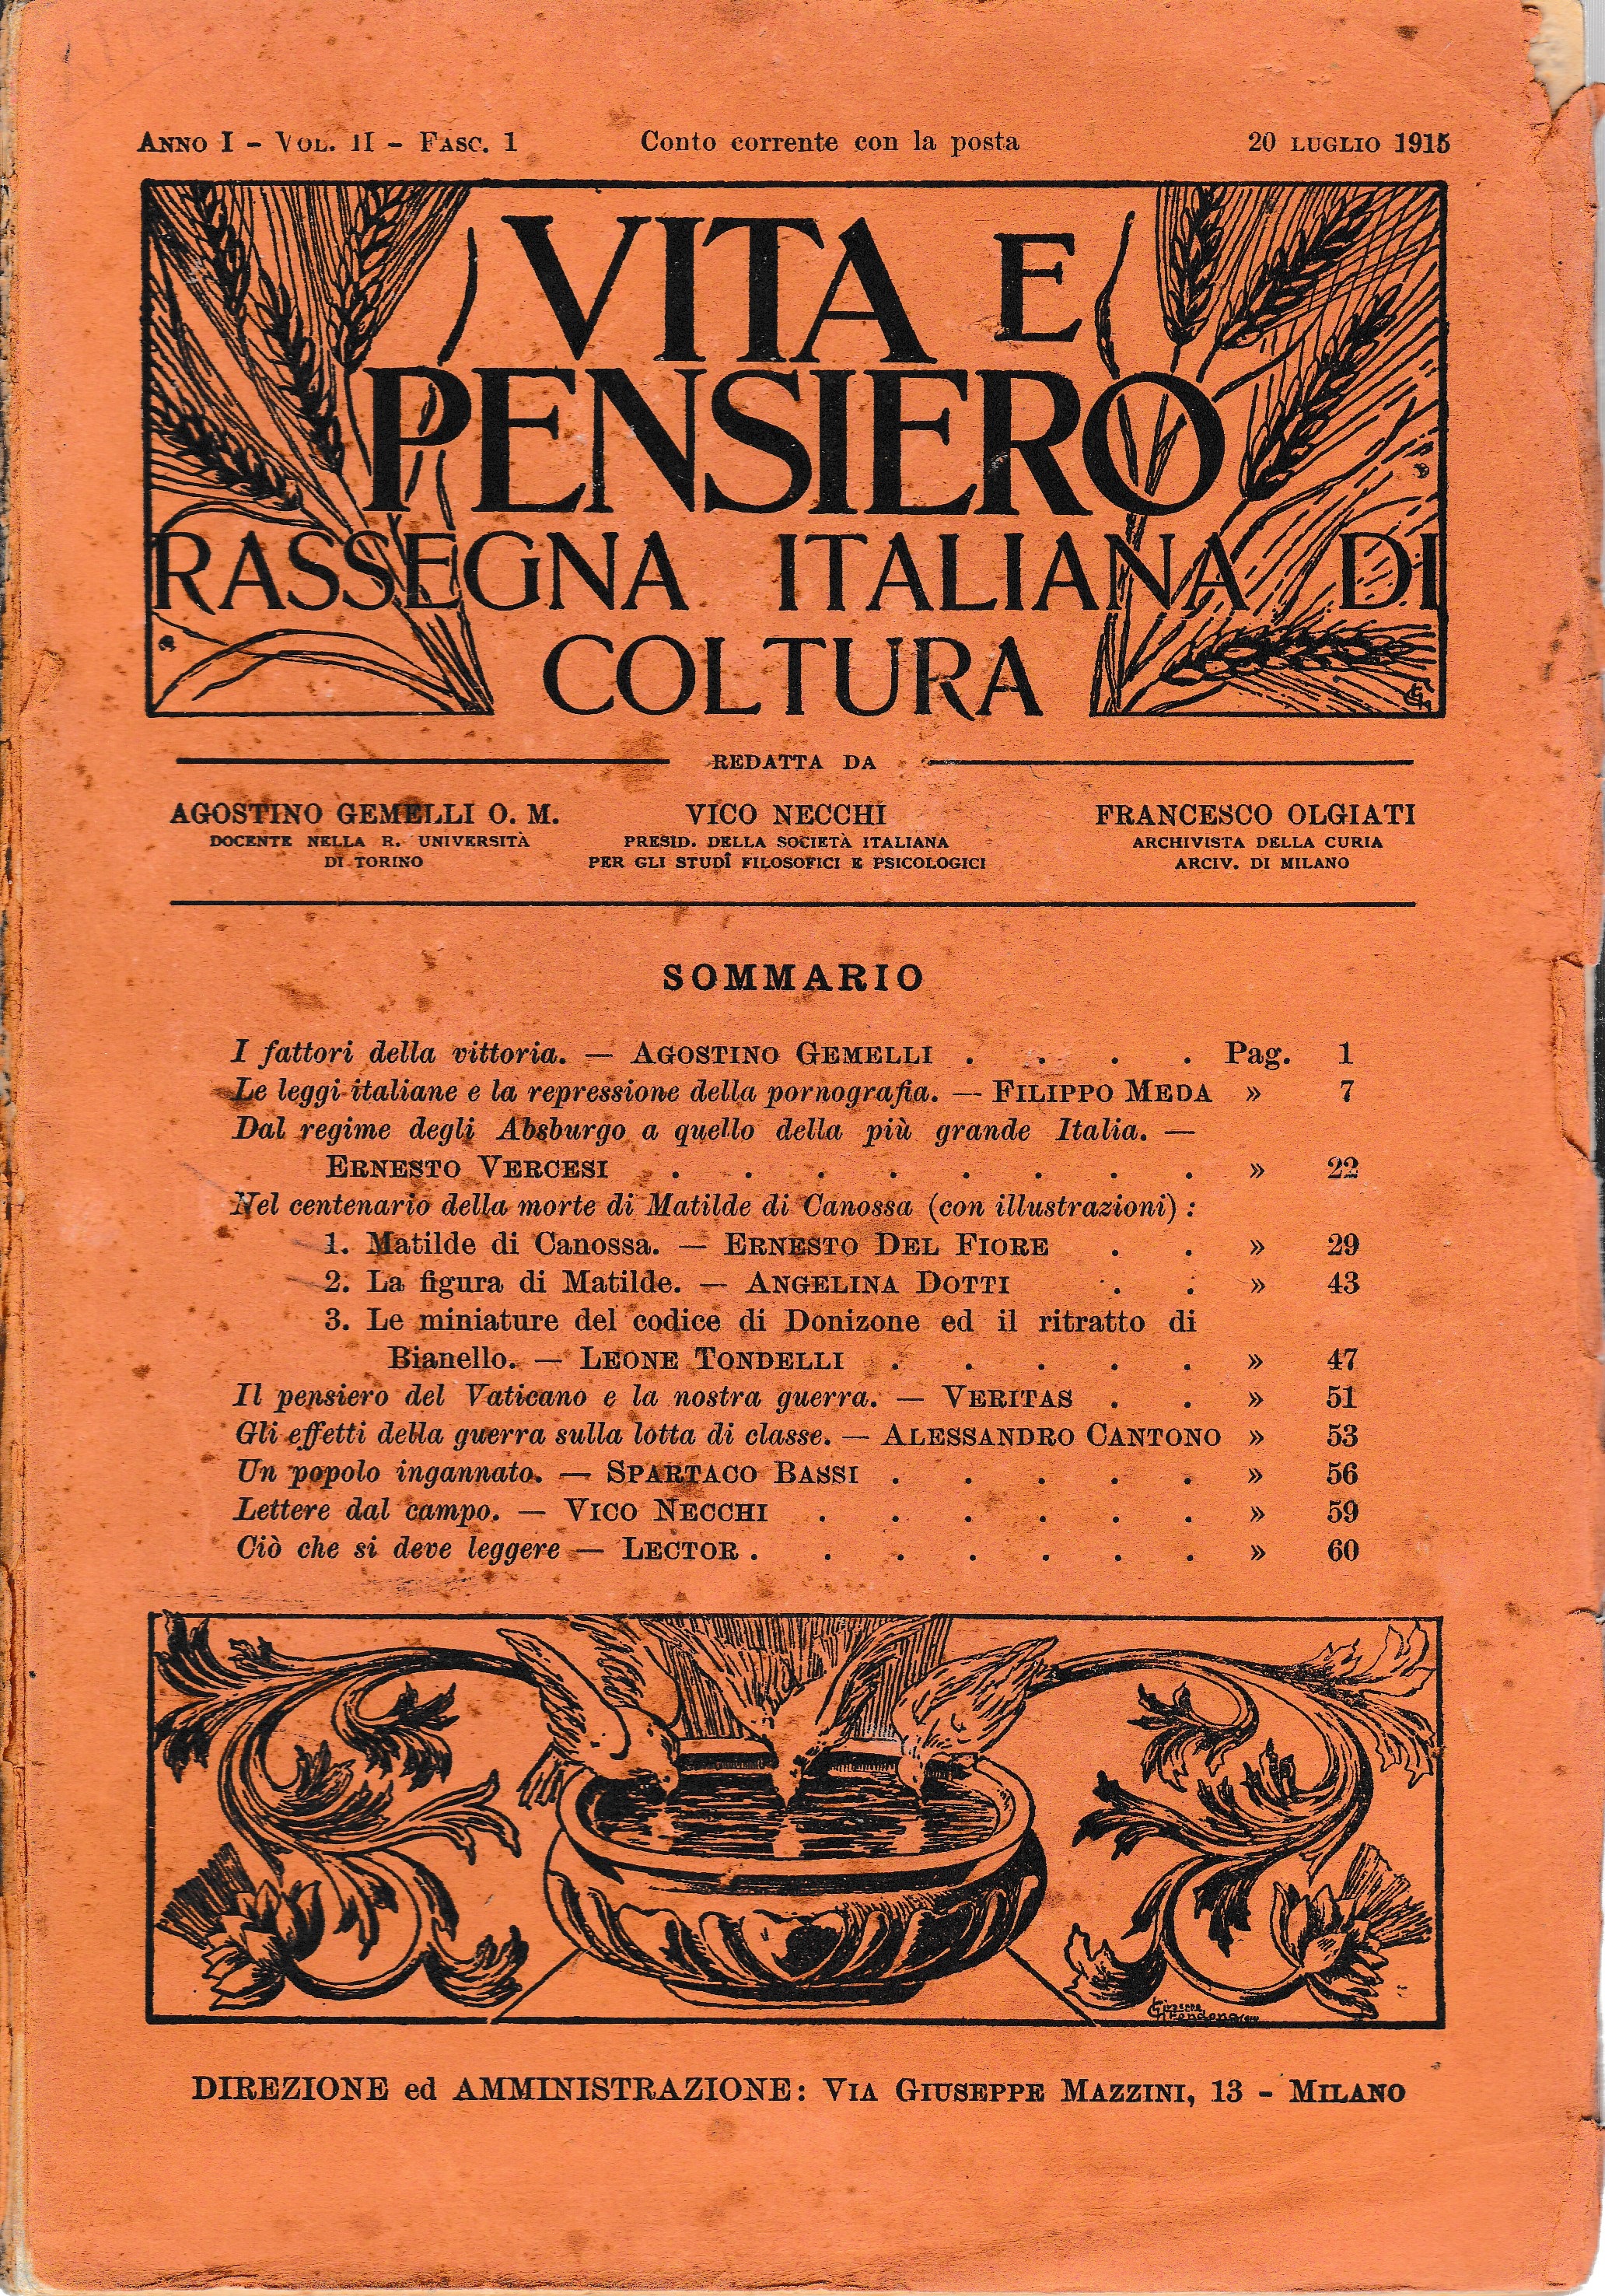 ANNO I – VOL. II – FASC. 1 Conto corrente con la posta 20 LUGLIO 1915
VITA E
PENSIERO
RASSEGNA ITALIANA DI
COLTURA
REDATTA DA
AGOSTINO GEMELLI O. M. VICO NECCHI FRANCESCO OLGIATI
DOCENTE NELLA R. UNIVERSITÀ PRESID. DELLA SOCIETÀ ITALIANA ARCHIVISTA DELLA CURIA
DI TORINO PER GLI STUDÎ FILOSOFICI E PSICOLOGICI ARCIV. DI MILANO
SOMMARIO
I fattori della vittoria. — AGOSTINO GEMELLI . . . . Pag. 1
Le leggi italiane e la repressione della pornografia. — FILIPPO MEDA » 7
Dal regime degli Absburgo a quello della più grande Italia. —
ERNESTO VERCESI . . . . . . . . » 22
Nel centenario della morte di Matilde di Canossa (con illustrazioni) :
1. Matilde di Canossa. — ERNESTO DEL FIORE . . » 29
2. La figura di Matilde. — ANGELINA DOTTI . . » 43
3. Le miniature del codice di Donizone ed il ritratto di
Bianello. — LEONE TONDELLI . . . . . » 47
Il pensiero del Vaticano e la nostra guerra. — VERITAS . . » 51
Gli effetti della guerra sulla lotta di classe. — ALESSANDRO CANTONO » 53
Un popolo ingannato. — SPARTACO BASSI . . . . . » 56
Lettere dal campo. — VICO NECCHI . . . . . . » 59
Ciò che si deve leggere — LECTOR . . . . . . . » 60
DIREZIONE ed AMMINISTRAZIONE: VIA GIUSEPPE MAZZINI, 13 – MILANO